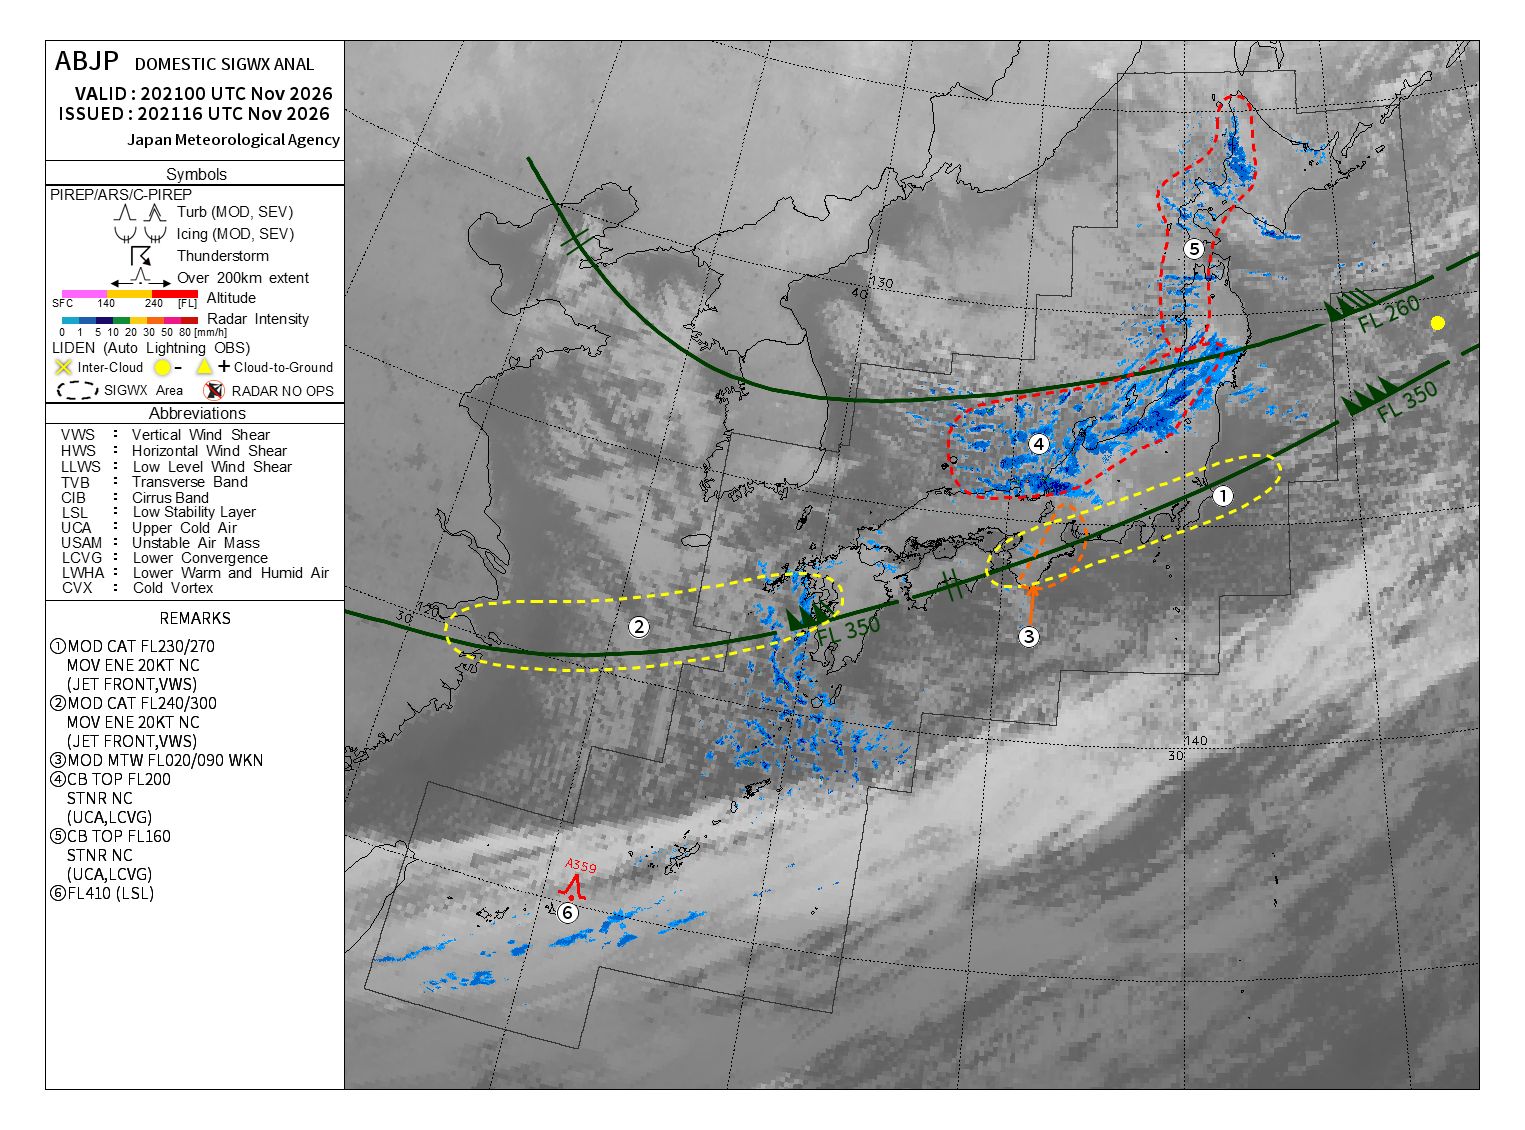 ABJP DOMESTIC SIGWX ANAL
VALID : 202100 UTC Nov 2026
ISSUED : 202116 UTC Nov 2026
Japan Meteorological Agency
Symbols
PIREP/ARS/C-PIREP
Turb (MOD, SEV)
Icing (MOD, SEV)
Thunderstorm
Over 200km extent
Altitude
SFC 140 240 [FL]
Radar Intensity
0 1 5 10 20 30 50 80 [mm/h]
LIDEN (Auto Lightning OBS)
Inter-Cloud - + Cloud-to-Ground
SIGWX Area RADAR NO OPS
Abbreviations
VWS : Vertical Wind Shear
HWS : Horizontal Wind Shear
LLWS : Low Level Wind Shear
TVB : Transverse Band
CIB : Cirrus Band
LSL : Low Stability Layer
UCA : Upper Cold Air
USAM : Unstable Air Mass
LCVG : Lower Convergence
LWHA : Lower Warm and Humid Air
CVX : Cold Vortex
REMARKS
①MOD CAT FL230/270
MOV ENE 20KT NC
(JET FRONT,VWS)
②MOD CAT FL240/300
MOV ENE 20KT NC
(JET FRONT,VWS)
③MOD MTW FL020/090 WKN
④CB TOP FL200
STNR NC
(UCA,LCVG)
⑤CB TOP FL160
STNR NC
(UCA,LCVG)
⑥FL410 (LSL)
5
40 130
FL 260
FL 350
4
1
30 120
2
FL 350
3
140
30
A359
6